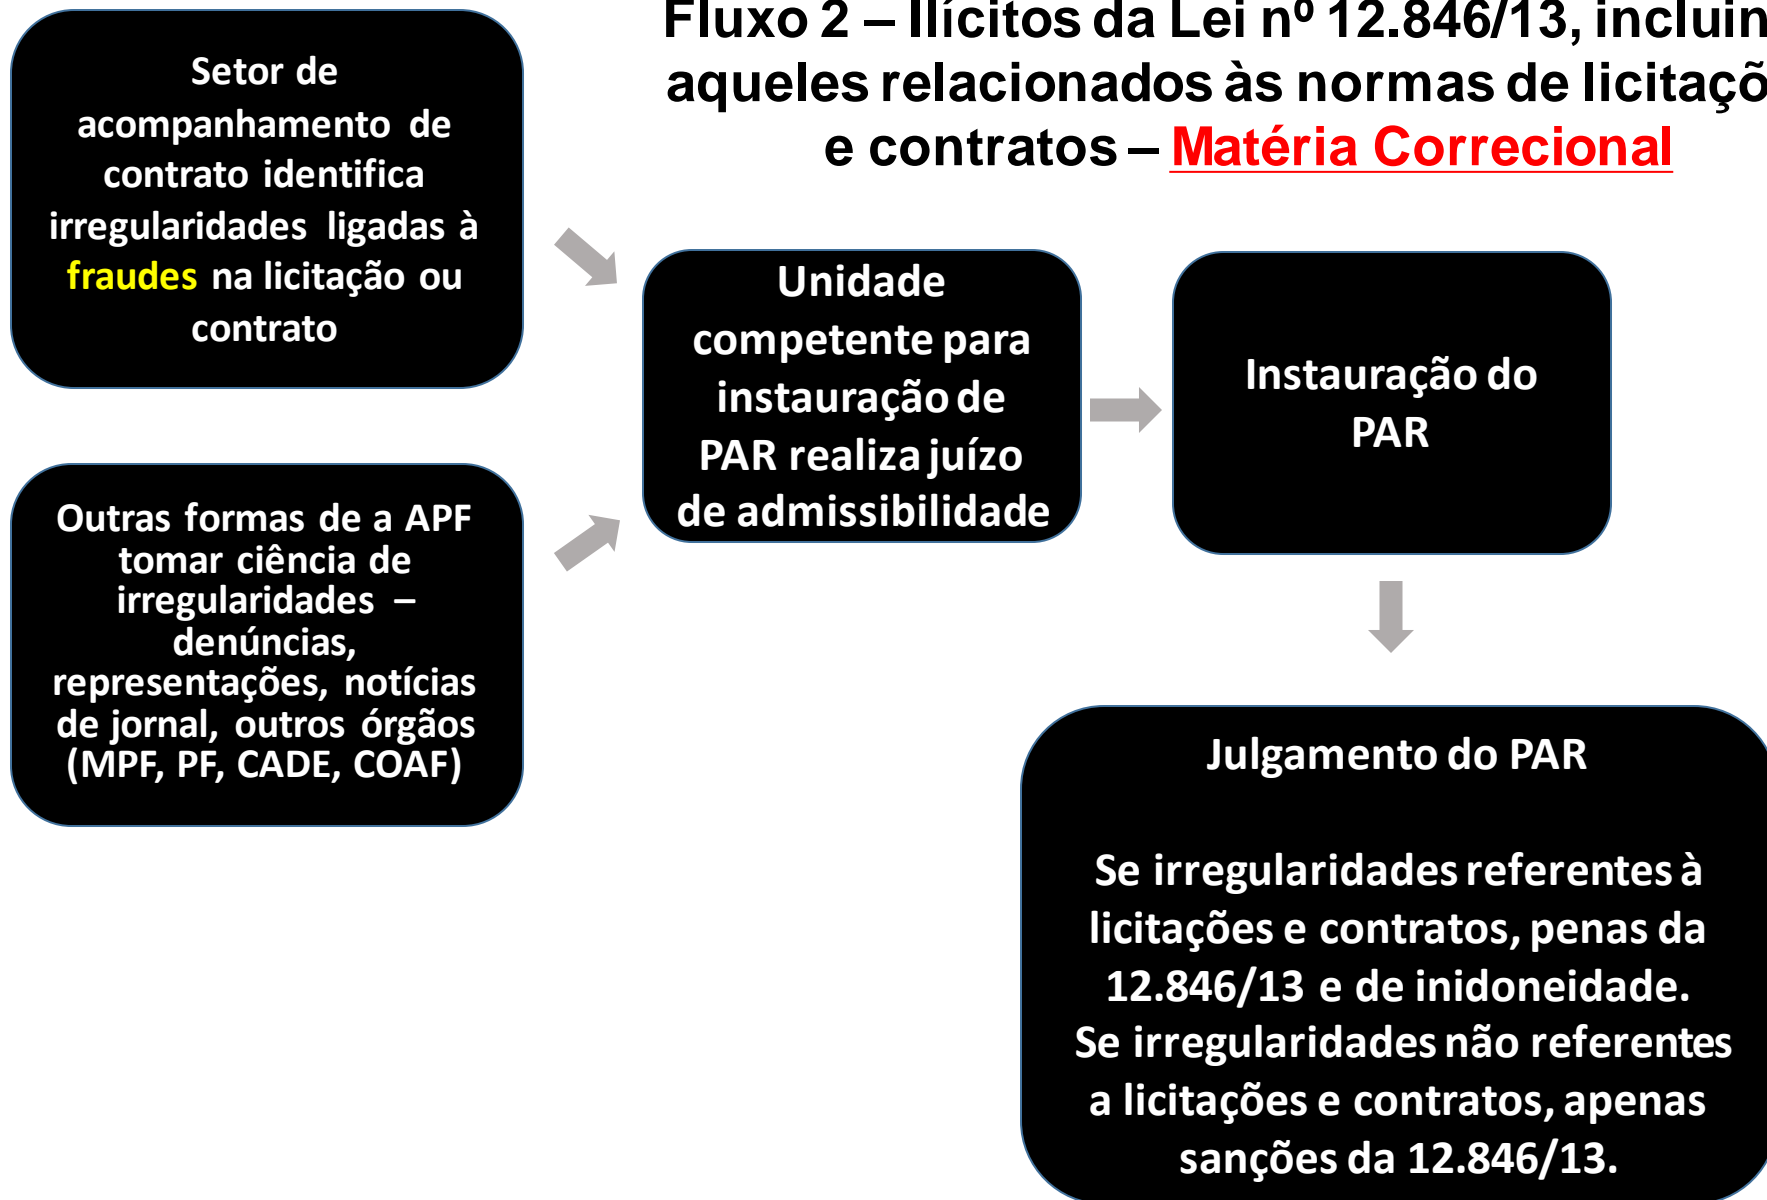 Fluxo 2 – Ilícitos da Lei nº 12.846/13, incluin
aqueles relacionados às normas de licitaçõ
e contratos – Matéria Correcional
Setor de
acompanhamento de
contrato identifica
irregularidades ligadas à
fraudes na licitação ou
contrato
Outras formas de a APF
tomar ciência de
irregularidades –
denúncias,
representações, notícias
de jornal, outros órgãos
(MPF, PF, CADE, COAF)
Unidade
competente para
instauração de
PAR realiza juízo
de admissibilidade
Instauração do
PAR
Julgamento do PAR
Se irregularidades referentes à
licitações e contratos, penas da
12.846/13 e de inidoneidade.
Se irregularidades não referentes
a licitações e contratos, apenas
sanções da 12.846/13.